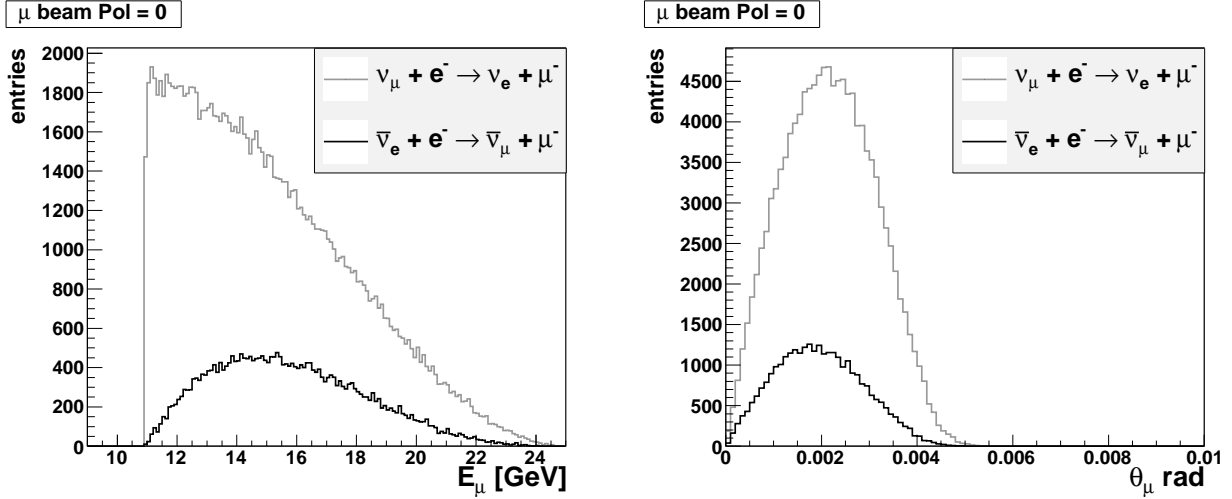 μ beam Pol = 0
entries
2000
1800
1600
1400
1200
1000
800
600
400
200
0
10 12 14 16 18 20 22 24
E_μ [GeV]
ν_μ + e⁻ → ν_e + μ⁻
ν̅_e + e⁻ → ν̅_μ + μ⁻
μ beam Pol = 0
entries
4500
4000
3500
3000
2500
2000
1500
1000
500
0
0 0.002 0.004 0.006 0.008 0.01
θ_μ rad
ν_μ + e⁻ → ν_e + μ⁻
ν̅_e + e⁻ → ν̅_μ + μ⁻